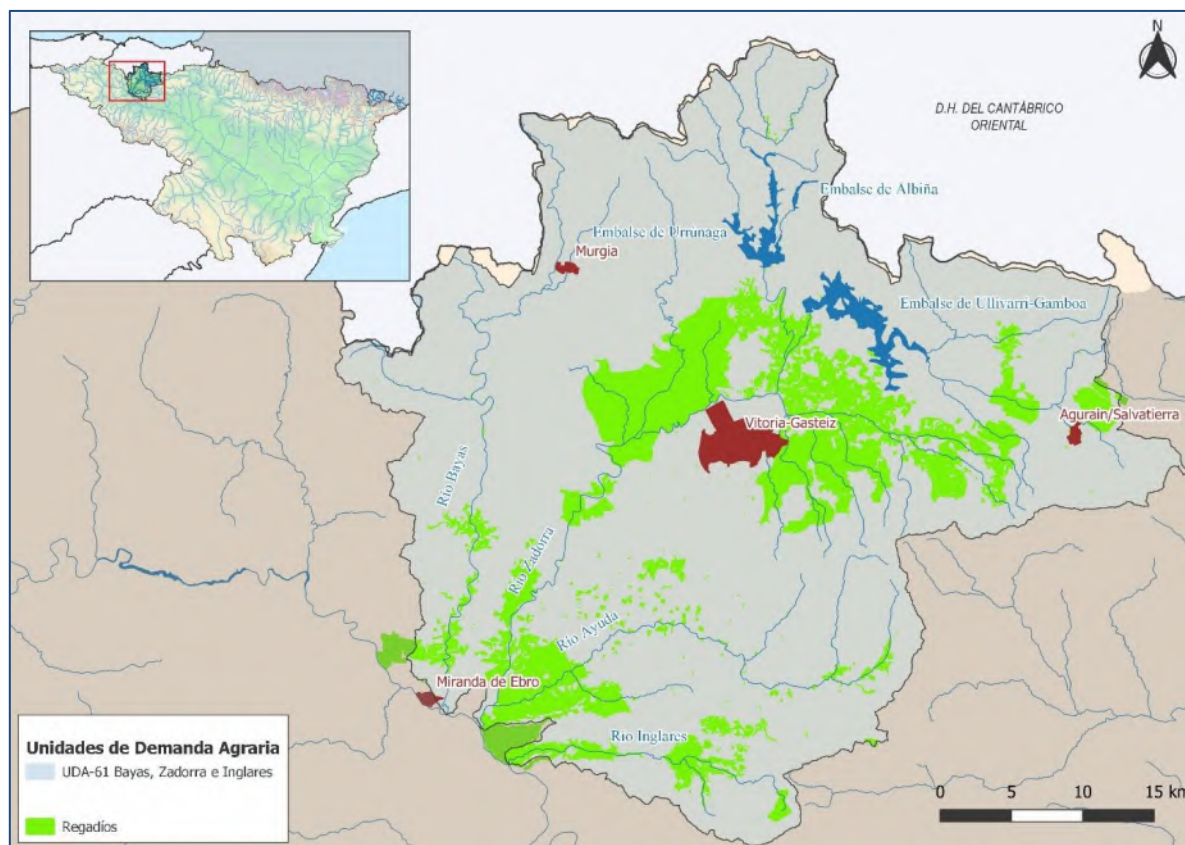 N
D.H. DEL CANTÁBRICO
ORIENTAL
Embalse de Albiña
Embalse de Urrúnaga
Murgia
Embalse de Ullivarri-Gamboa
Agurain/Salvatierra
Vitoria-Gasteiz
Río Bayas
Río Zadorra
Río Ayuda
Miranda de Ebro
Río Inglares
Unidades de Demanda Agraria
UDA-61 Bayas, Zadorra e Inglares
Regadíos
0 5 10 15 km